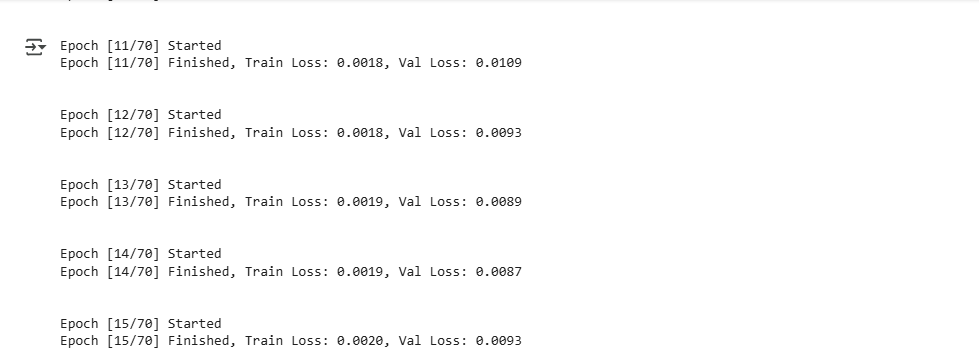 Epoch [11/70] Started
Epoch [11/70] Finished, Train Loss: 0.0018, Val Loss: 0.0109
Epoch [12/70] Started
Epoch [12/70] Finished, Train Loss: 0.0018, Val Loss: 0.0093
Epoch [13/70] Started
Epoch [13/70] Finished, Train Loss: 0.0019, Val Loss: 0.0089
Epoch [14/70] Started
Epoch [14/70] Finished, Train Loss: 0.0019, Val Loss: 0.0087
Epoch [15/70] Started
Epoch [15/70] Finished, Train Loss: 0.0020, Val Loss: 0.0093